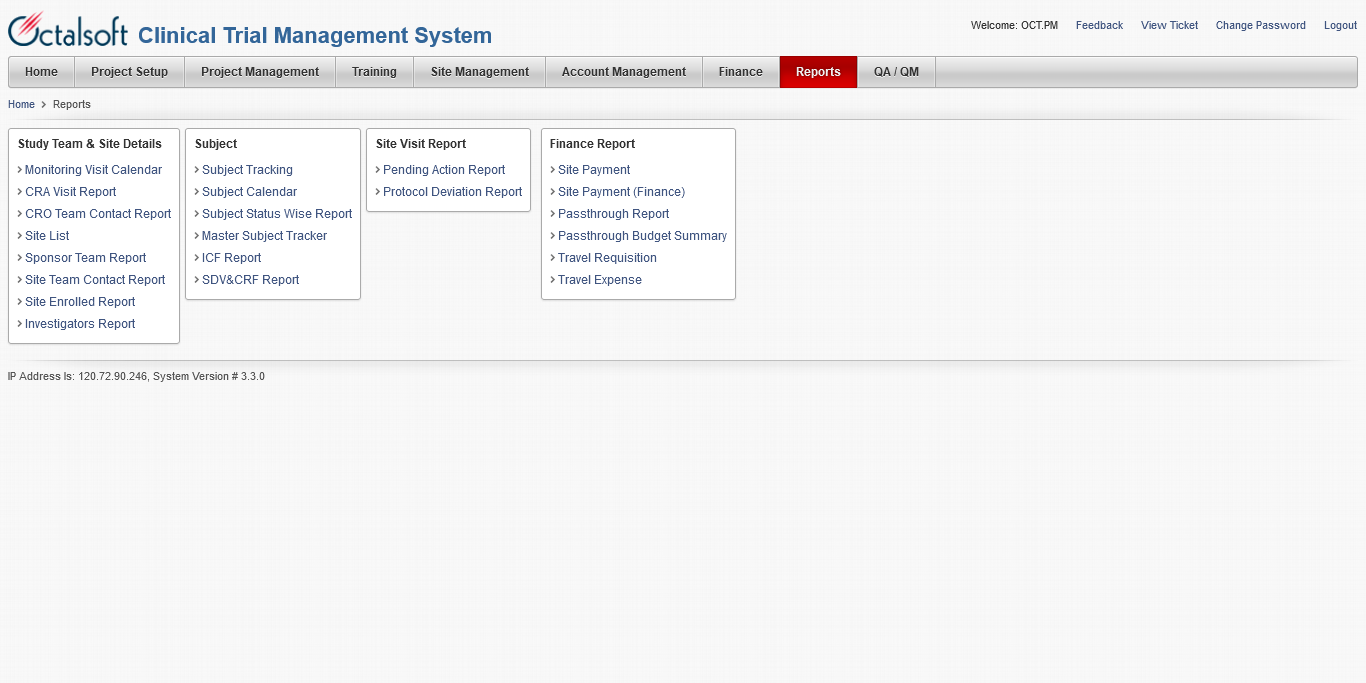 Octalsoft Clinical Trial Management System
Welcome: OCT.PM Feedback View Ticket Change Password Logout
Home Project Setup Project Management Training Site Management Account Management Finance Reports QA / QM
Home > Reports
Study Team & Site Details
Monitoring Visit Calendar
CRA Visit Report
CRO Team Contact Report
Site List
Sponsor Team Report
Site Team Contact Report
Site Enrolled Report
Investigators Report
Subject
Subject Tracking
Subject Calendar
Subject Status Wise Report
Master Subject Tracker
ICF Report
SDV&CRF Report
Site Visit Report
Pending Action Report
Protocol Deviation Report
Finance Report
Site Payment
Site Payment (Finance)
Passthrough Report
Passthrough Budget Summary
Travel Requisition
Travel Expense
IP Address Is: 120.72.90.246, System Version # 3.3.0